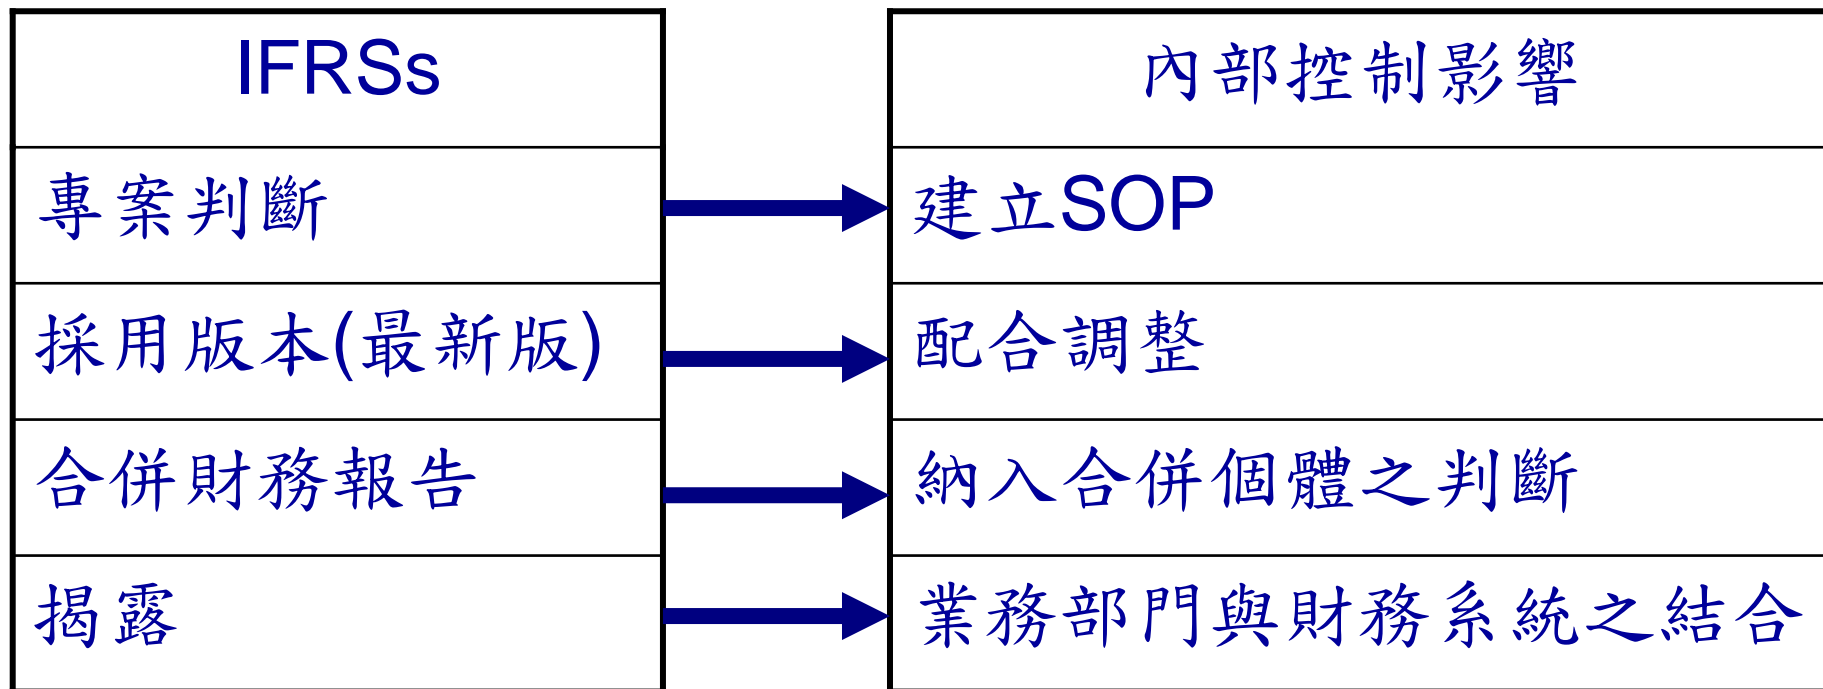 IFRSs
內部控制影響
專案判斷
建立SOP
採用版本(最新版)
配合調整
合併財務報告
納入合併個體之判斷
揭露
業務部門與財務系統之結合